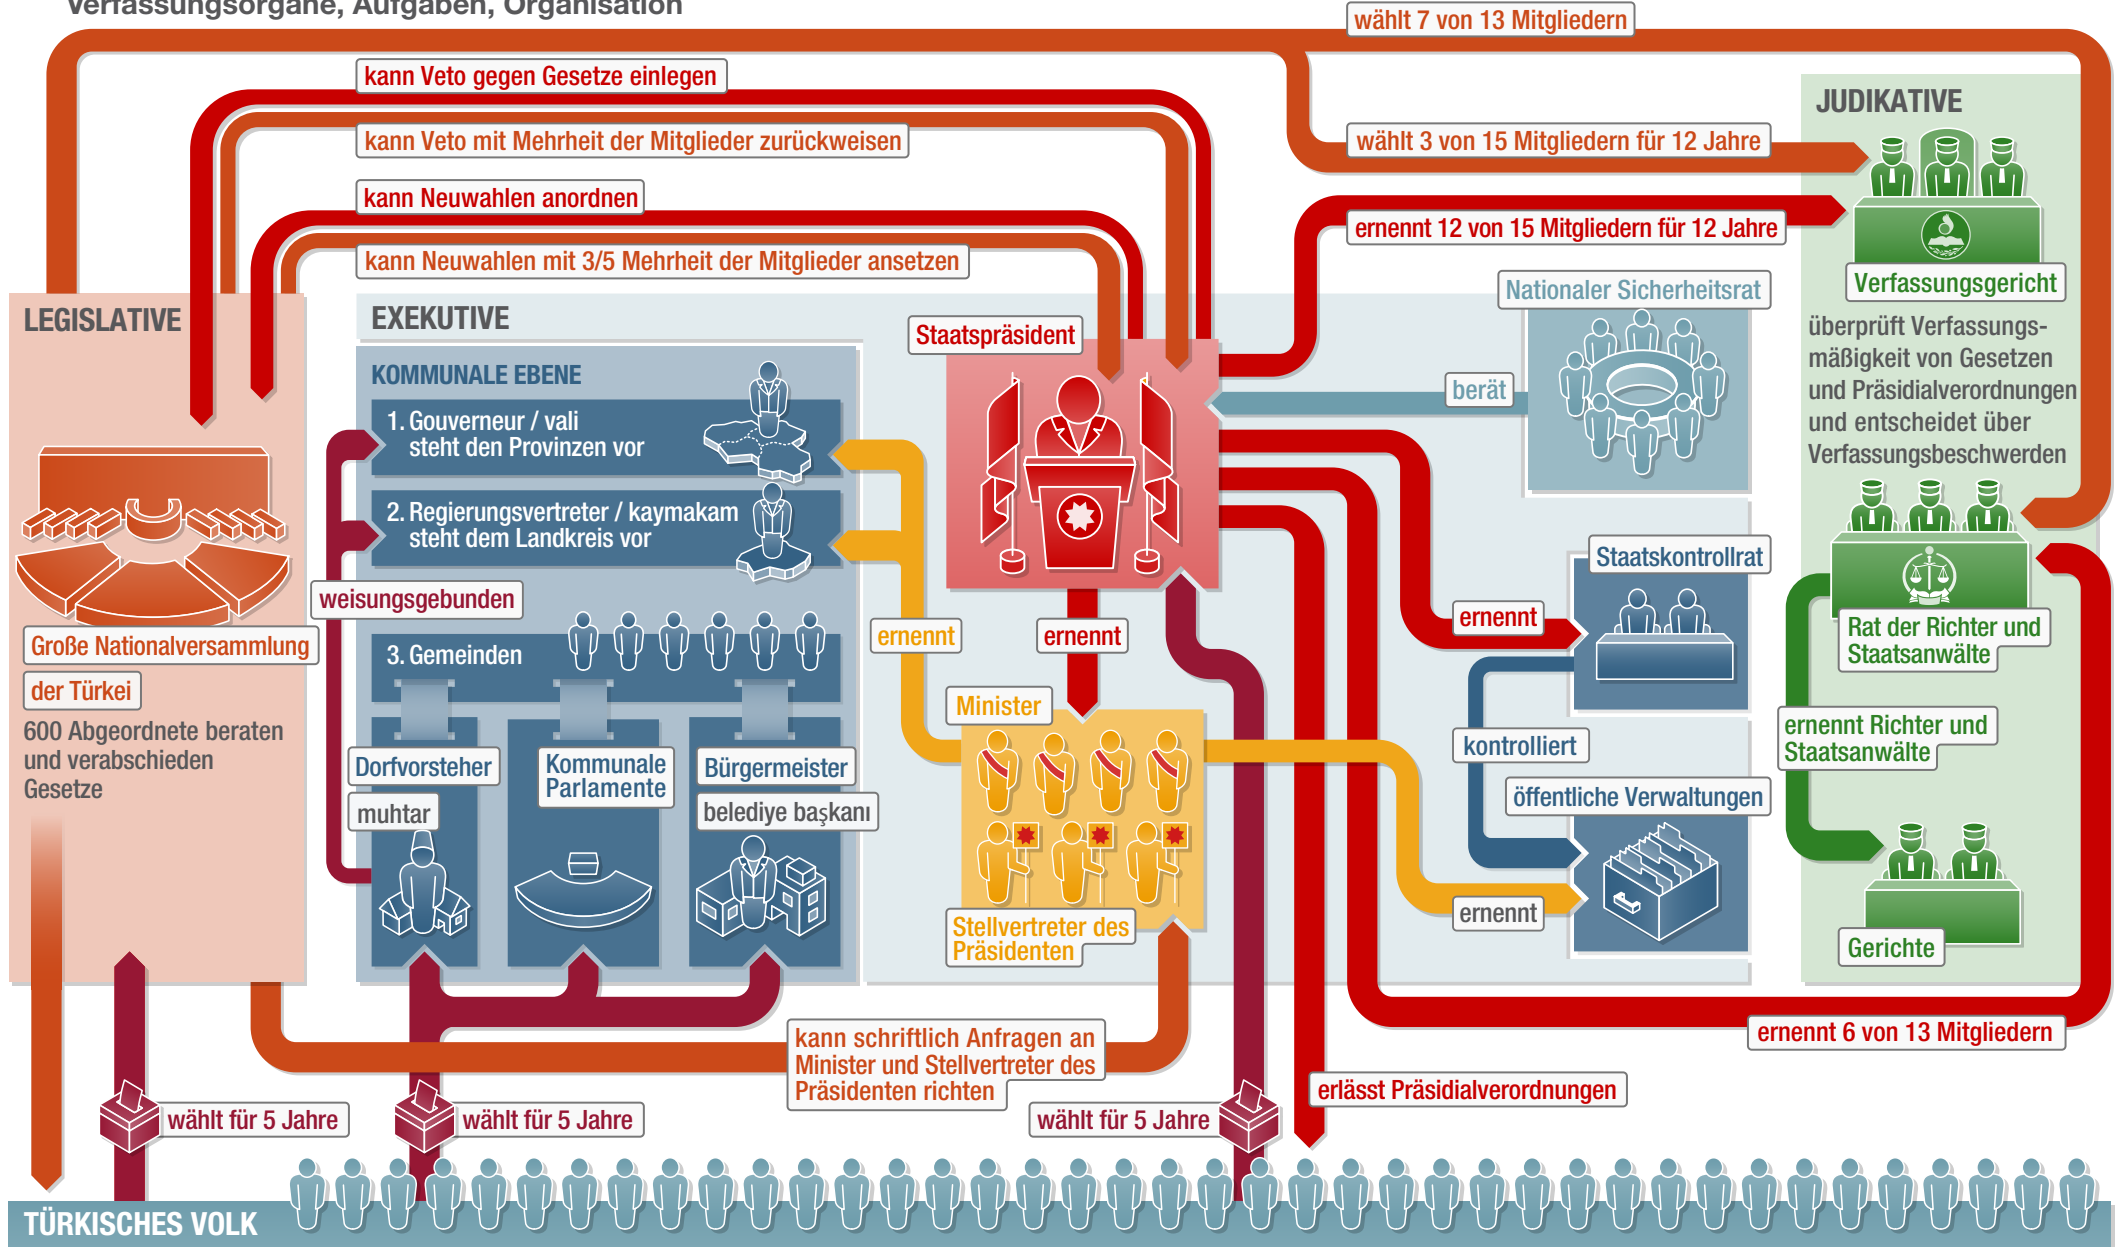 Verfassungsorgane, Aufgaben, Organisation
wählt 7 von 13 Mitgliedern
kann Veto gegen Gesetze einlegen
kann Veto mit Mehrheit der Mitglieder zurückweisen
wählt 3 von 15 Mitgliedern für 12 Jahre
kann Neuwahlen anordnen
ernennt 12 von 15 Mitgliedern für 12 Jahre
kann Neuwahlen mit 3/5 Mehrheit der Mitglieder ansetzen
LEGISLATIVE
Große Nationalversammlung
der Türkei
600 Abgeordnete beraten
und verabschieden
Gesetze
EXEKUTIVE
KOMMUNALE EBENE
1. Gouverneur / vali
steht den Provinzen vor
2. Regierungsvertreter / kaymakam
steht dem Landkreis vor
weisungsgebunden
3. Gemeinden
Dorfvorsteher
muhtar
Kommunale
Parlamente
Bürgermeister
belediye başkanı
Staatspräsident
ernennt
ernennt
Minister
Stellvertreter des
Präsidenten
Nationaler Sicherheitsrat
berät
Staatskontrollrat
ernennt
kontrolliert
öffentliche Verwaltungen
ernennt
JUDIKATIVE
Verfassungsgericht
überprüft Verfassungs-
mäßigkeit von Gesetzen
und Präsidialverordnungen
und entscheidet über
Verfassungsbeschwerden
Rat der Richter und
Staatsanwälte
ernennt Richter und
Staatsanwälte
Gerichte
ernennt 6 von 13 Mitgliedern
kann schriftlich Anfragen an
Minister und Stellvertreter des
Präsidenten richten
erlässt Präsidialverordnungen
wählt für 5 Jahre
wählt für 5 Jahre
wählt für 5 Jahre
TÜRKISCHES VOLK